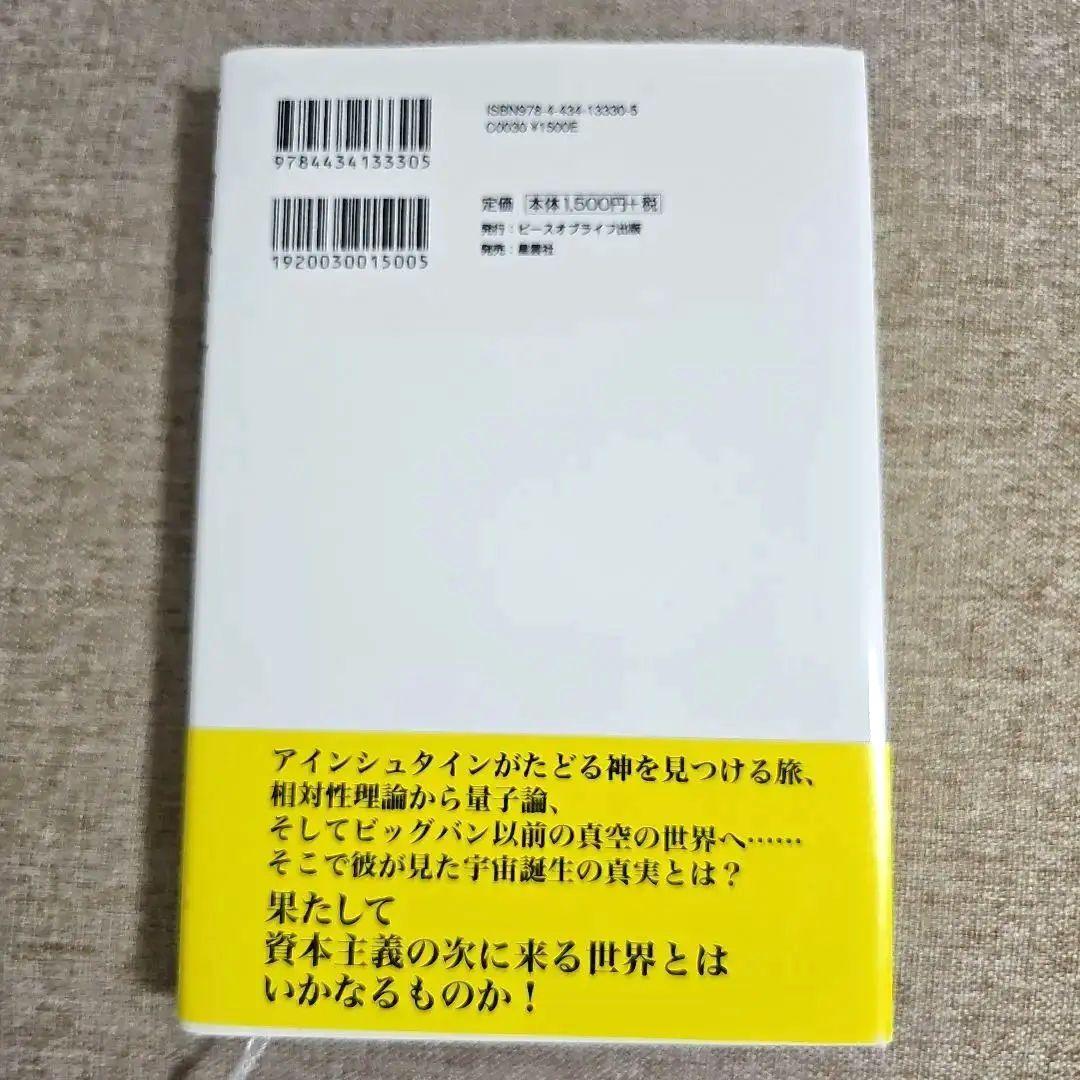 9784434133305
ISBN978-4-434-13330-5
C0030 ¥1500E
1920030015005
定価 本体1,500円+税
発行：ピースオブライフ出版
発売：星雲社
アインシュタインがたどる神を見つける旅、
相対性理論から量子論、
そしてビッグバン以前の真空の世界へ……
そこで彼が見た宇宙誕生の真実とは？
果たして
資本主義の次に来る世界とは
いかなるものか！